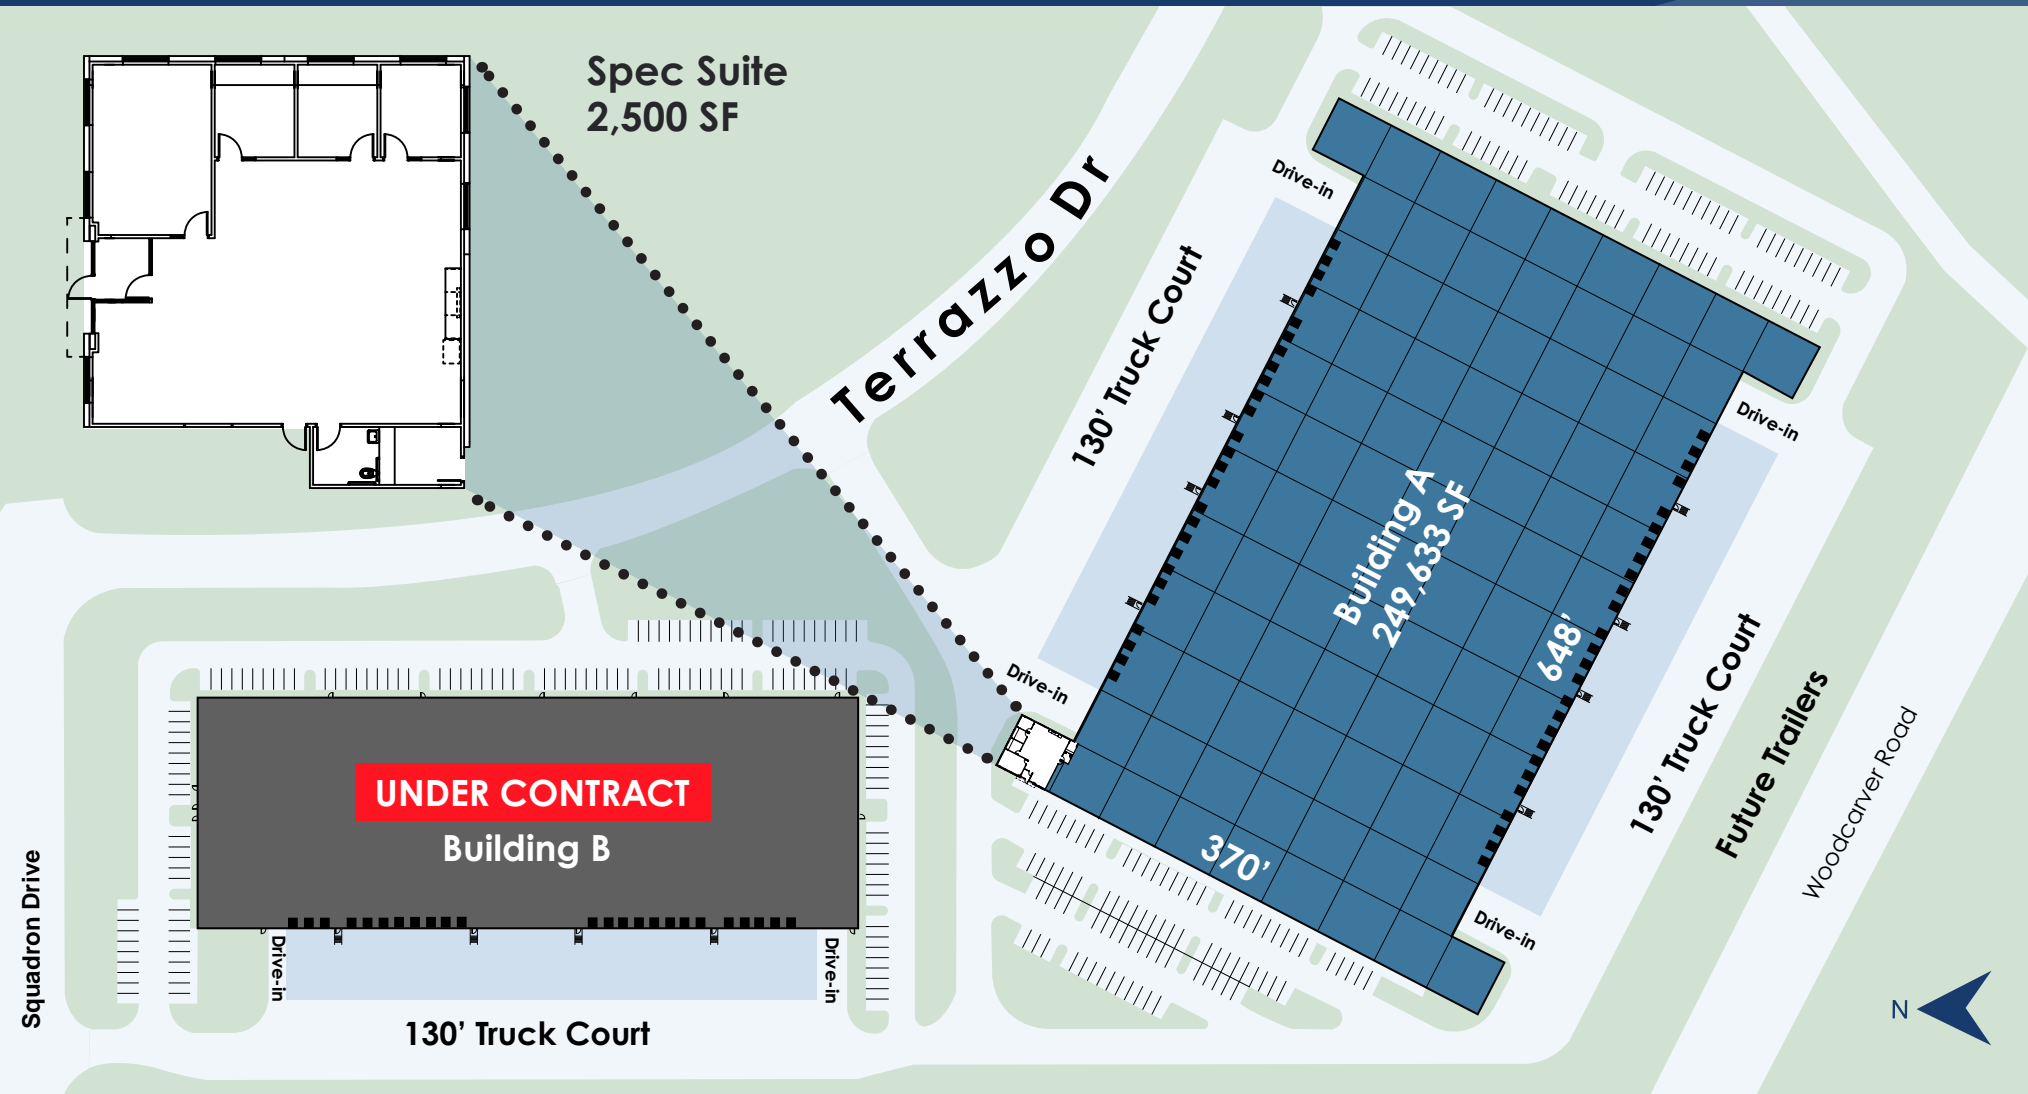 Spec Suite
2,500 SF
Terrazzo Dr
Drive-in
130’ Truck Court
Drive-in
Building A
249,633 SF
648’
370’
Drive-in
130’ Truck Court
Future Trailers
Woodcarver Road
Drive-in
UNDER CONTRACT
Building B
Squadron Drive
Drive-in
Drive-in
130’ Truck Court
N